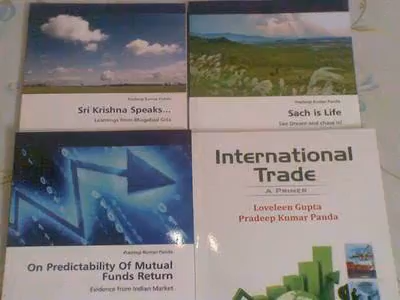 Pradeep Kumar Panda
Sri Krishna Speaks...
Learnings from Bhagabat Gita
Pradeep Kumar Panda
Sach is Life
See Dream and chase it!
Pradeep Kumar Panda
On Predictability Of Mutual
Funds Return
Evidence from Indian Market
International
Trade
A PRIMER
Loveleen Gupta
Pradeep Kumar Panda